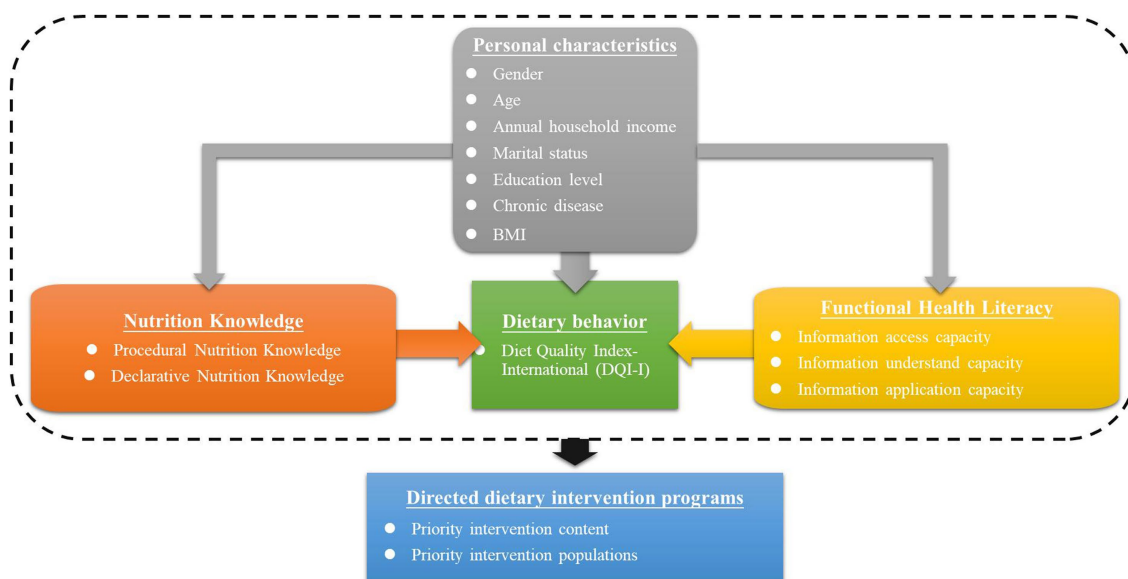 Personal characteristics
Gender
Age
Annual household income
Marital status
Education level
Chronic disease
BMI
Nutrition Knowledge
Procedural Nutrition Knowledge
Declarative Nutrition Knowledge
Dietary behavior
Diet Quality Index-
International (DQI-I)
Functional Health Literacy
Information access capacity
Information understand capacity
Information application capacity
Directed dietary intervention programs
Priority intervention content
Priority intervention populations